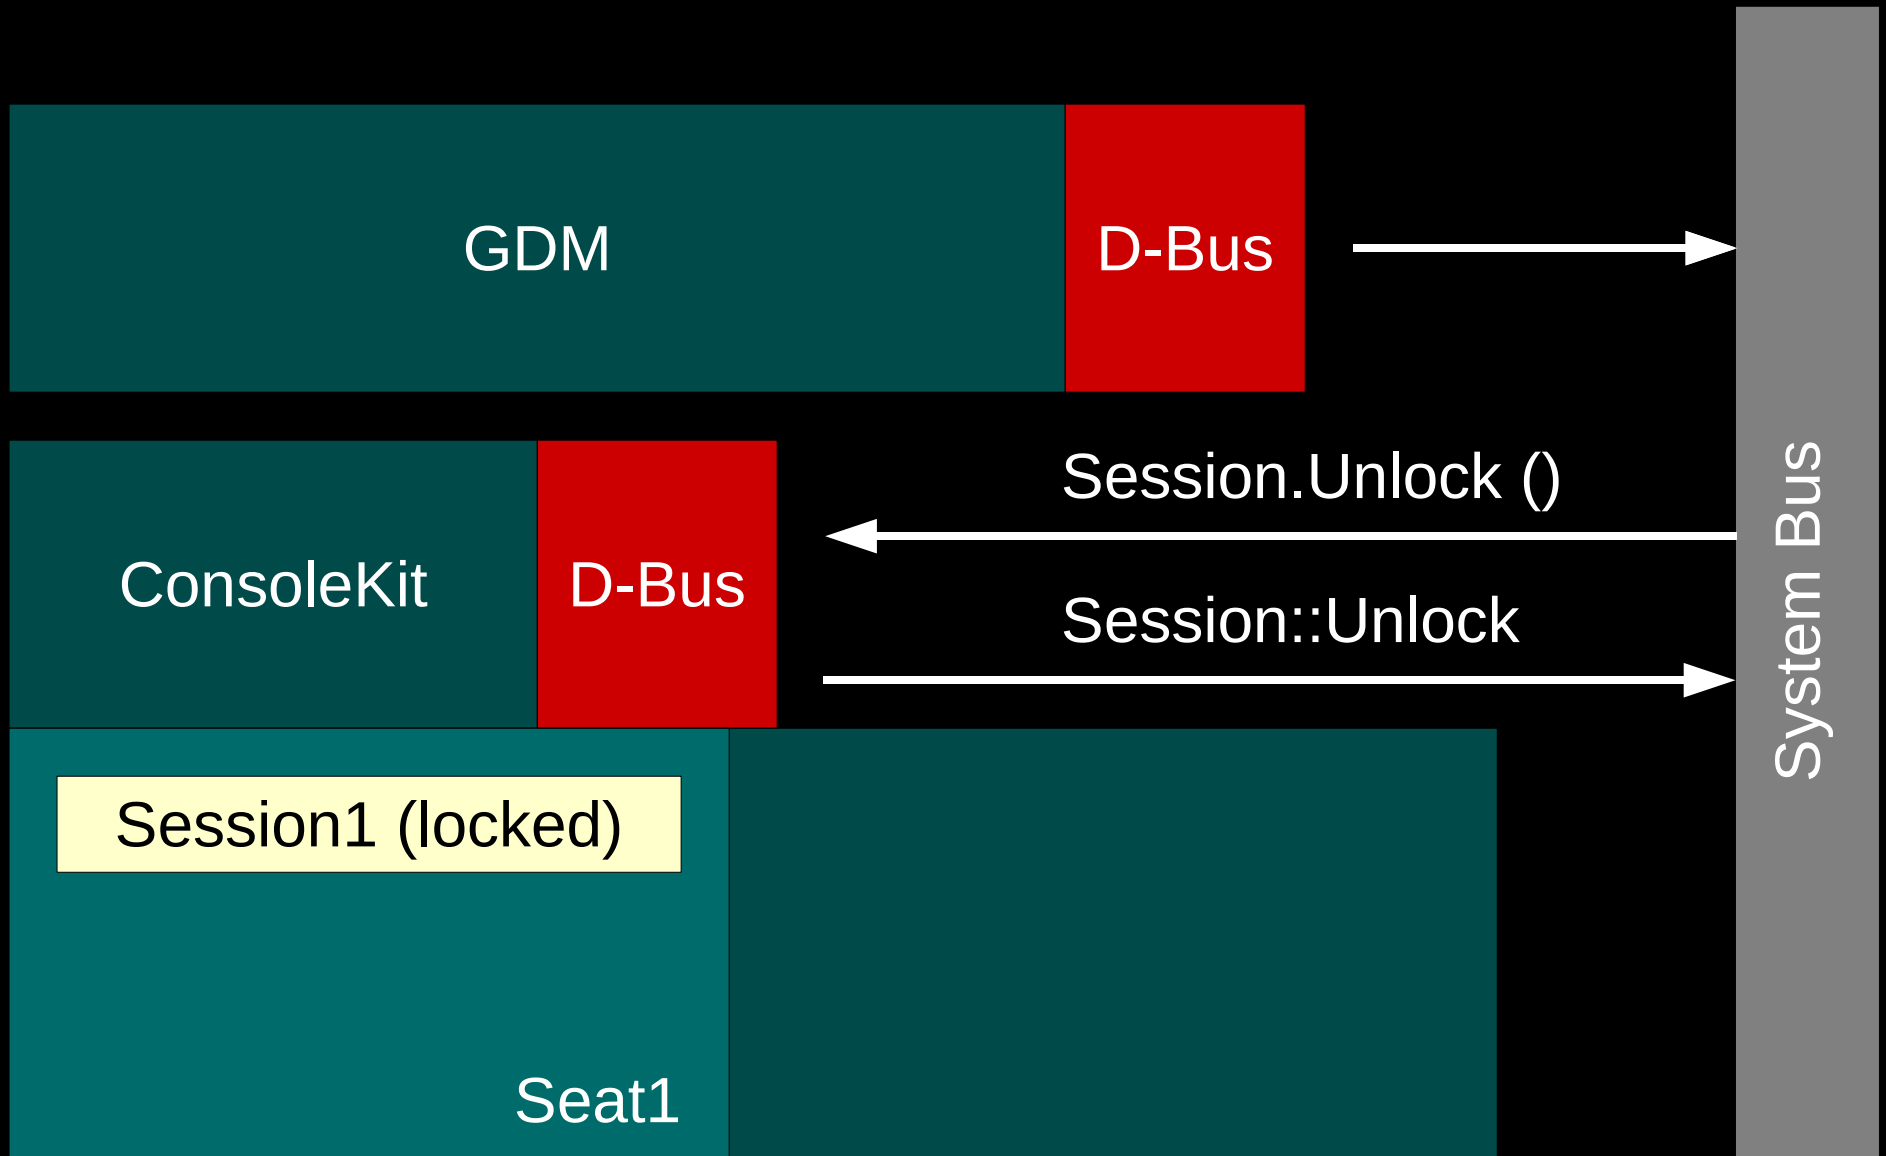 GDM
D-Bus
Session.Unlock ()
ConsoleKit
D-Bus
Session::Unlock
System Bus
Session1 (locked)
Seat1